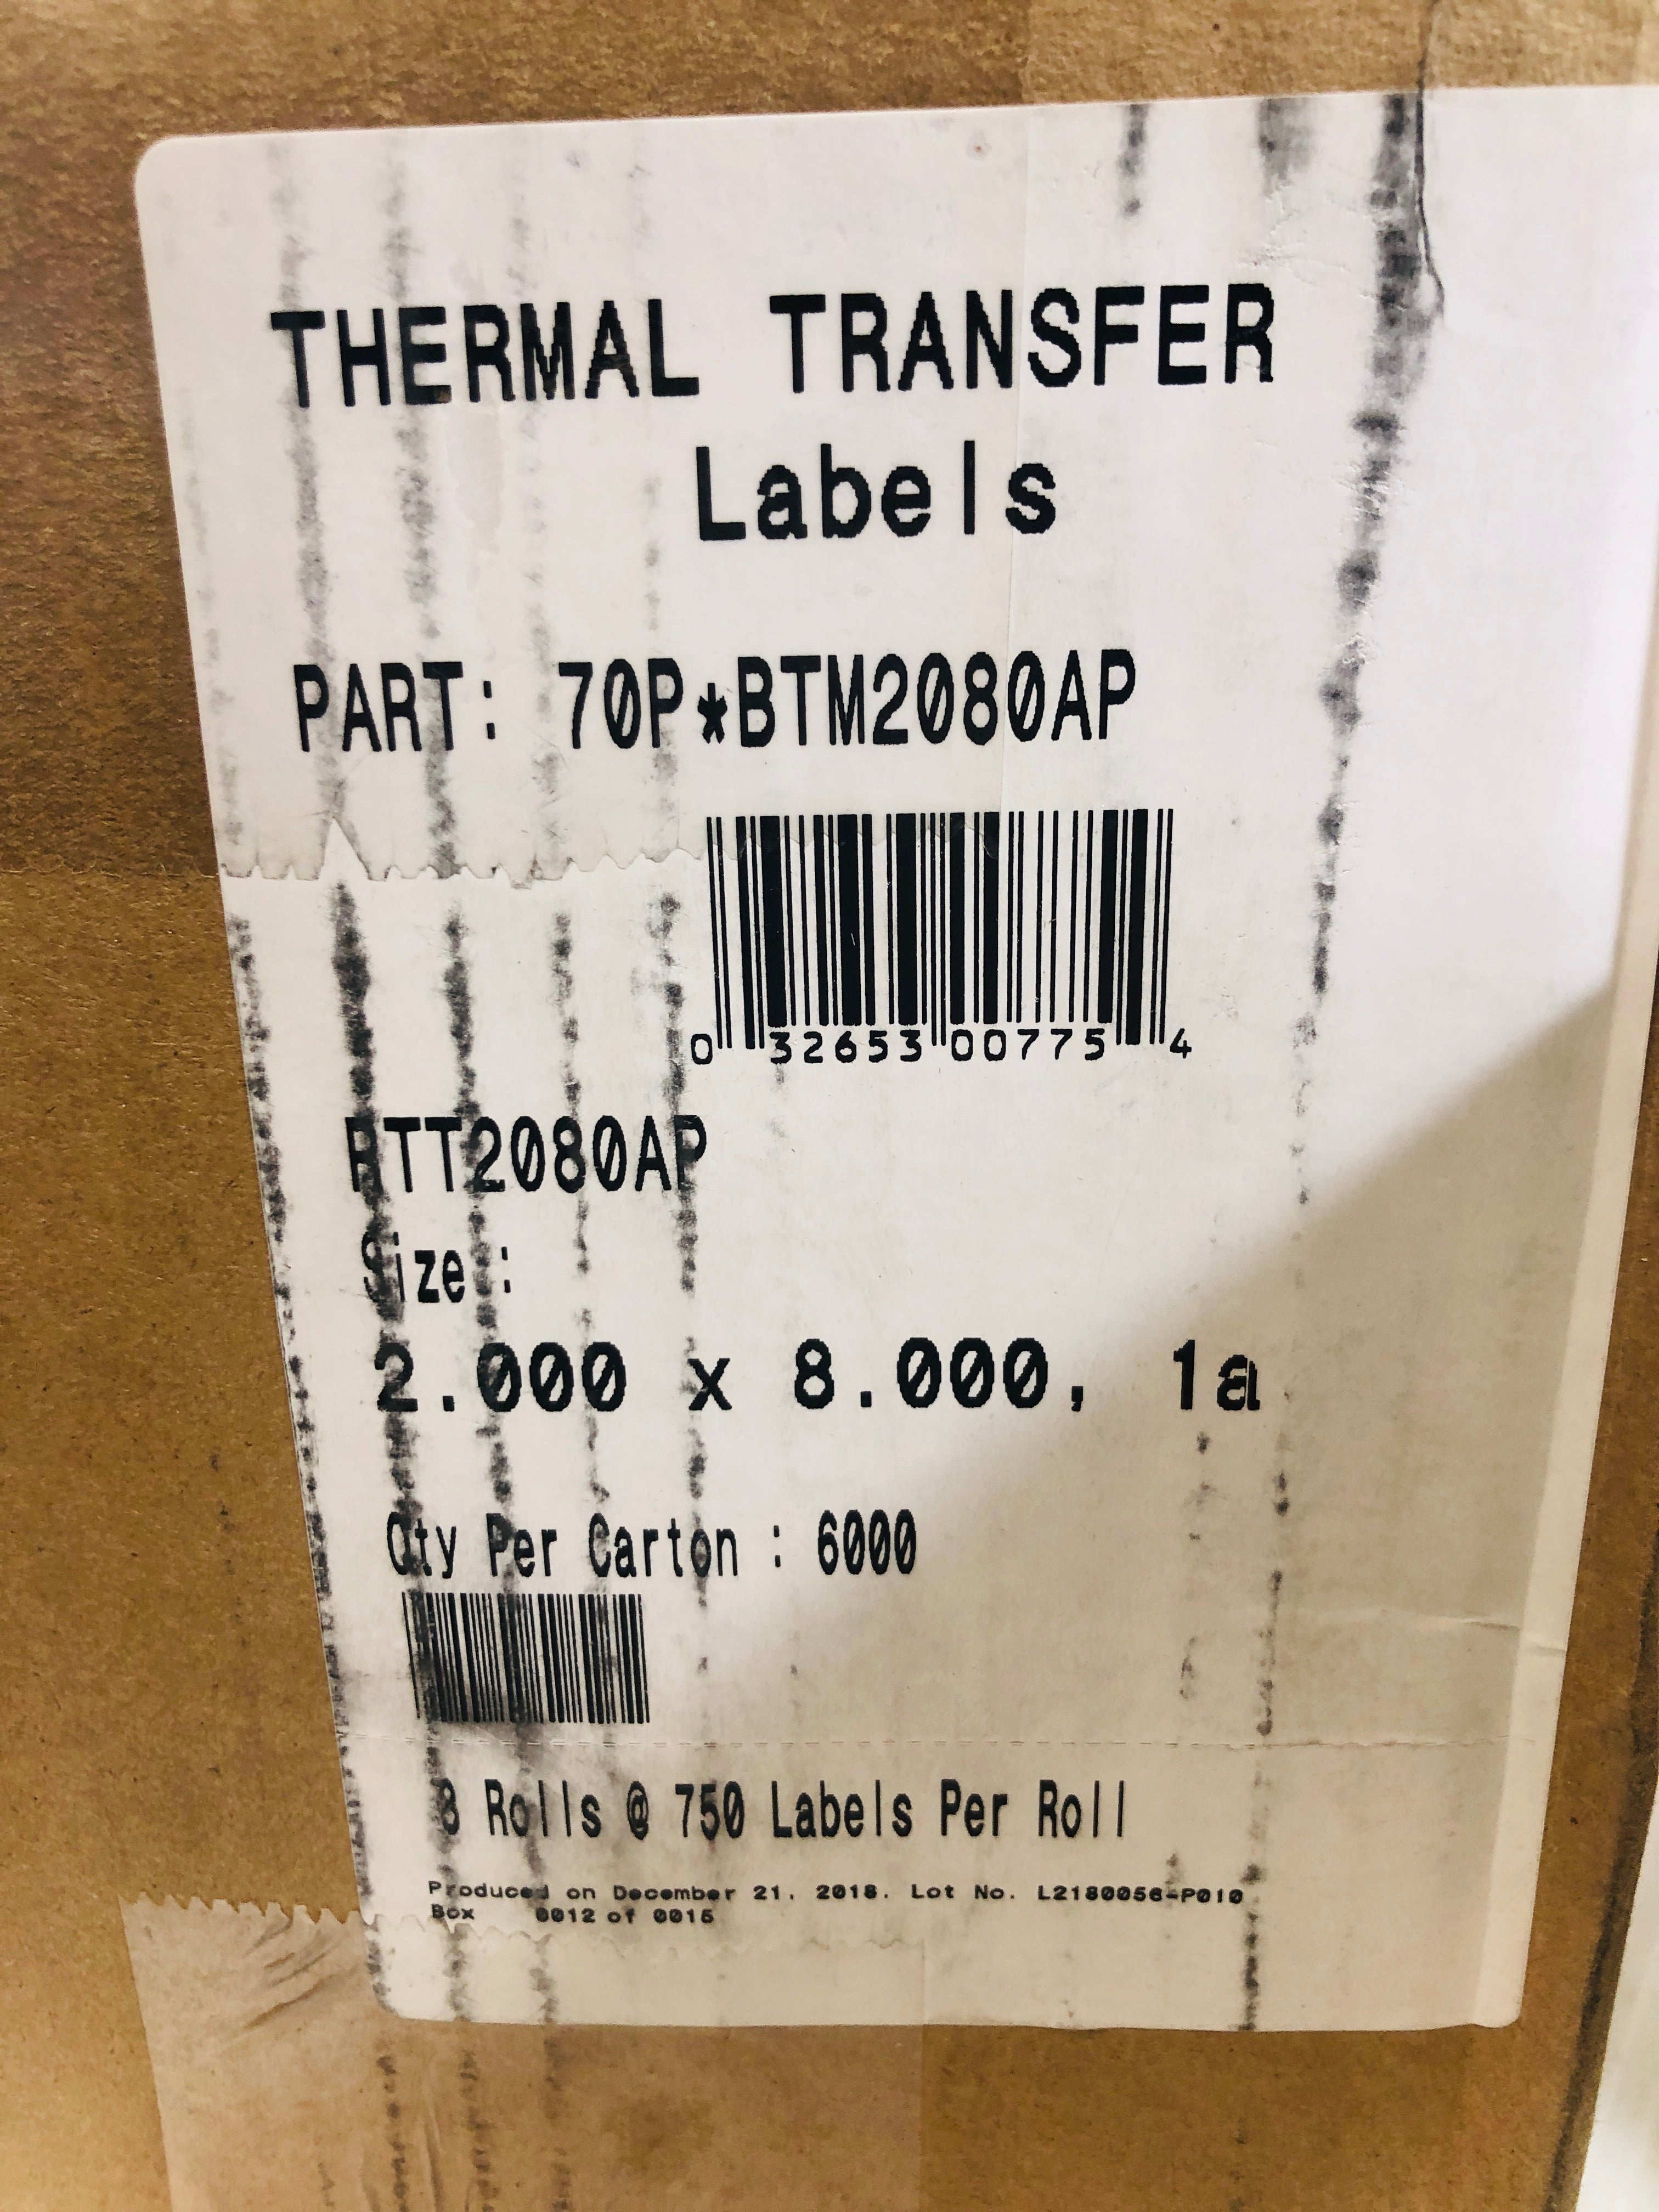 THERMAL TRANSFER
Labels
PART: 70P*BTM2080AP
0 32653 00775 4
RTT2080AP
Size :
2.000 x 8.000, 1a
Qty Per Carton : 6000
8 Rolls @ 750 Labels Per Roll
Produced on December 21, 2018. Lot No. L2180056-P010
Box 0012 of 0015